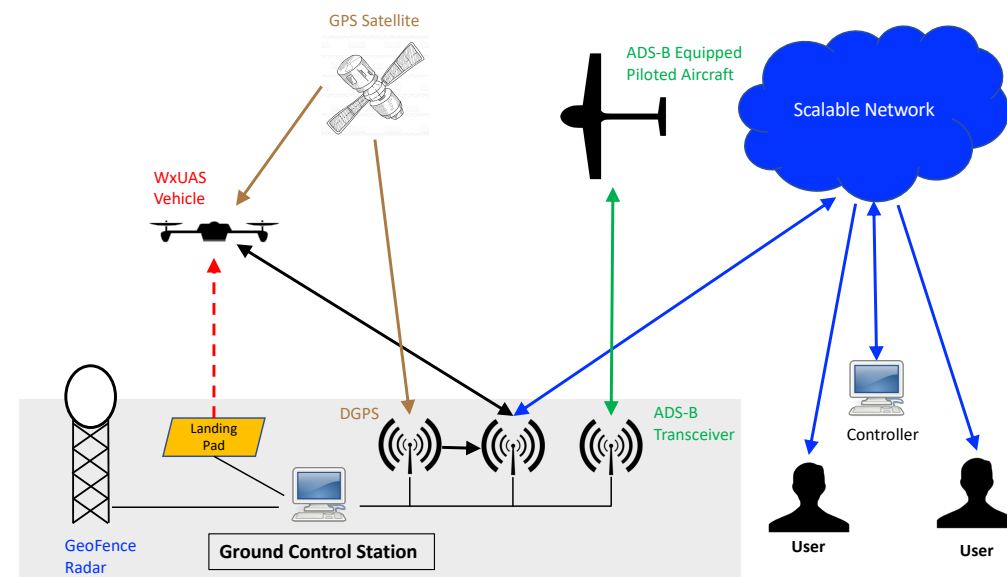 GPS Satellite
ADS-B Equipped
Piloted Aircraft
Scalable Network
WxUAS
Vehicle
DGPS
ADS-B
Transceiver
Landing
Pad
Controller
GeoFence
Radar
Ground Control Station
User
User